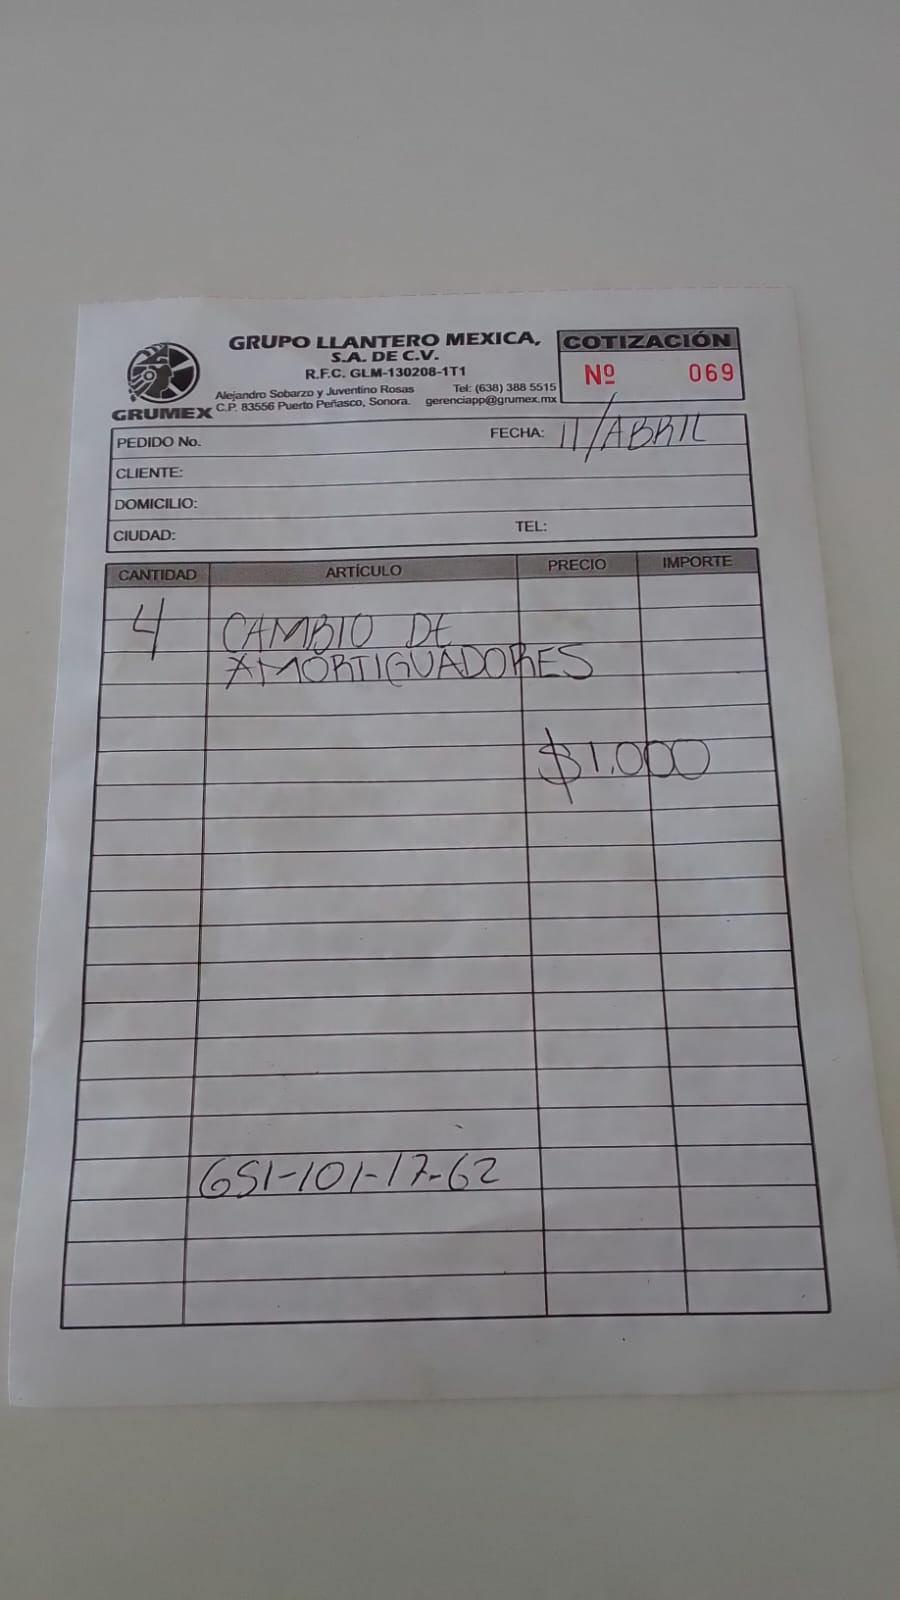 GRUPO LLANTERO MEXICA,
S.A. DE C.V.
R.F.C. GLM-130208-1T1
Alejandro Sobarzo y Juventino Rosas Tel: (638) 388 5515
C.P. 83556 Puerto Peñasco, Sonora. gerenciapp@grumex.mx
GRUMEX
COTIZACIÓN
Nº 069
PEDIDO No. FECHA: 11/ABRIL
CLIENTE:
DOMICILIO:
CIUDAD: TEL:
CANTIDAD ARTÍCULO PRECIO IMPORTE
4 CAMBIO DE
AMORTIGUADORES
$1.000
651-101-17-62